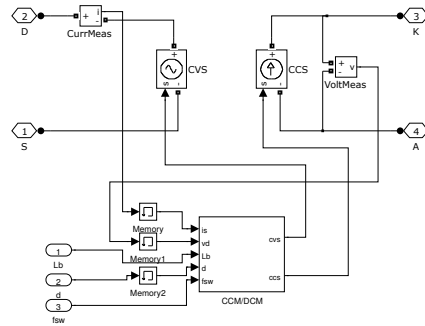 2
D
+
-
i
CurrMeas
+
-
s
CVS
+
-
s
CCS
+
-
v
VoltMeas
3
K
1
S
4
A
Memory
Memory1
Memory2
is
vd
Lb
d
fsw
cvs
ccs
CCM/DCM
1
Lb
2
d
3
fsw